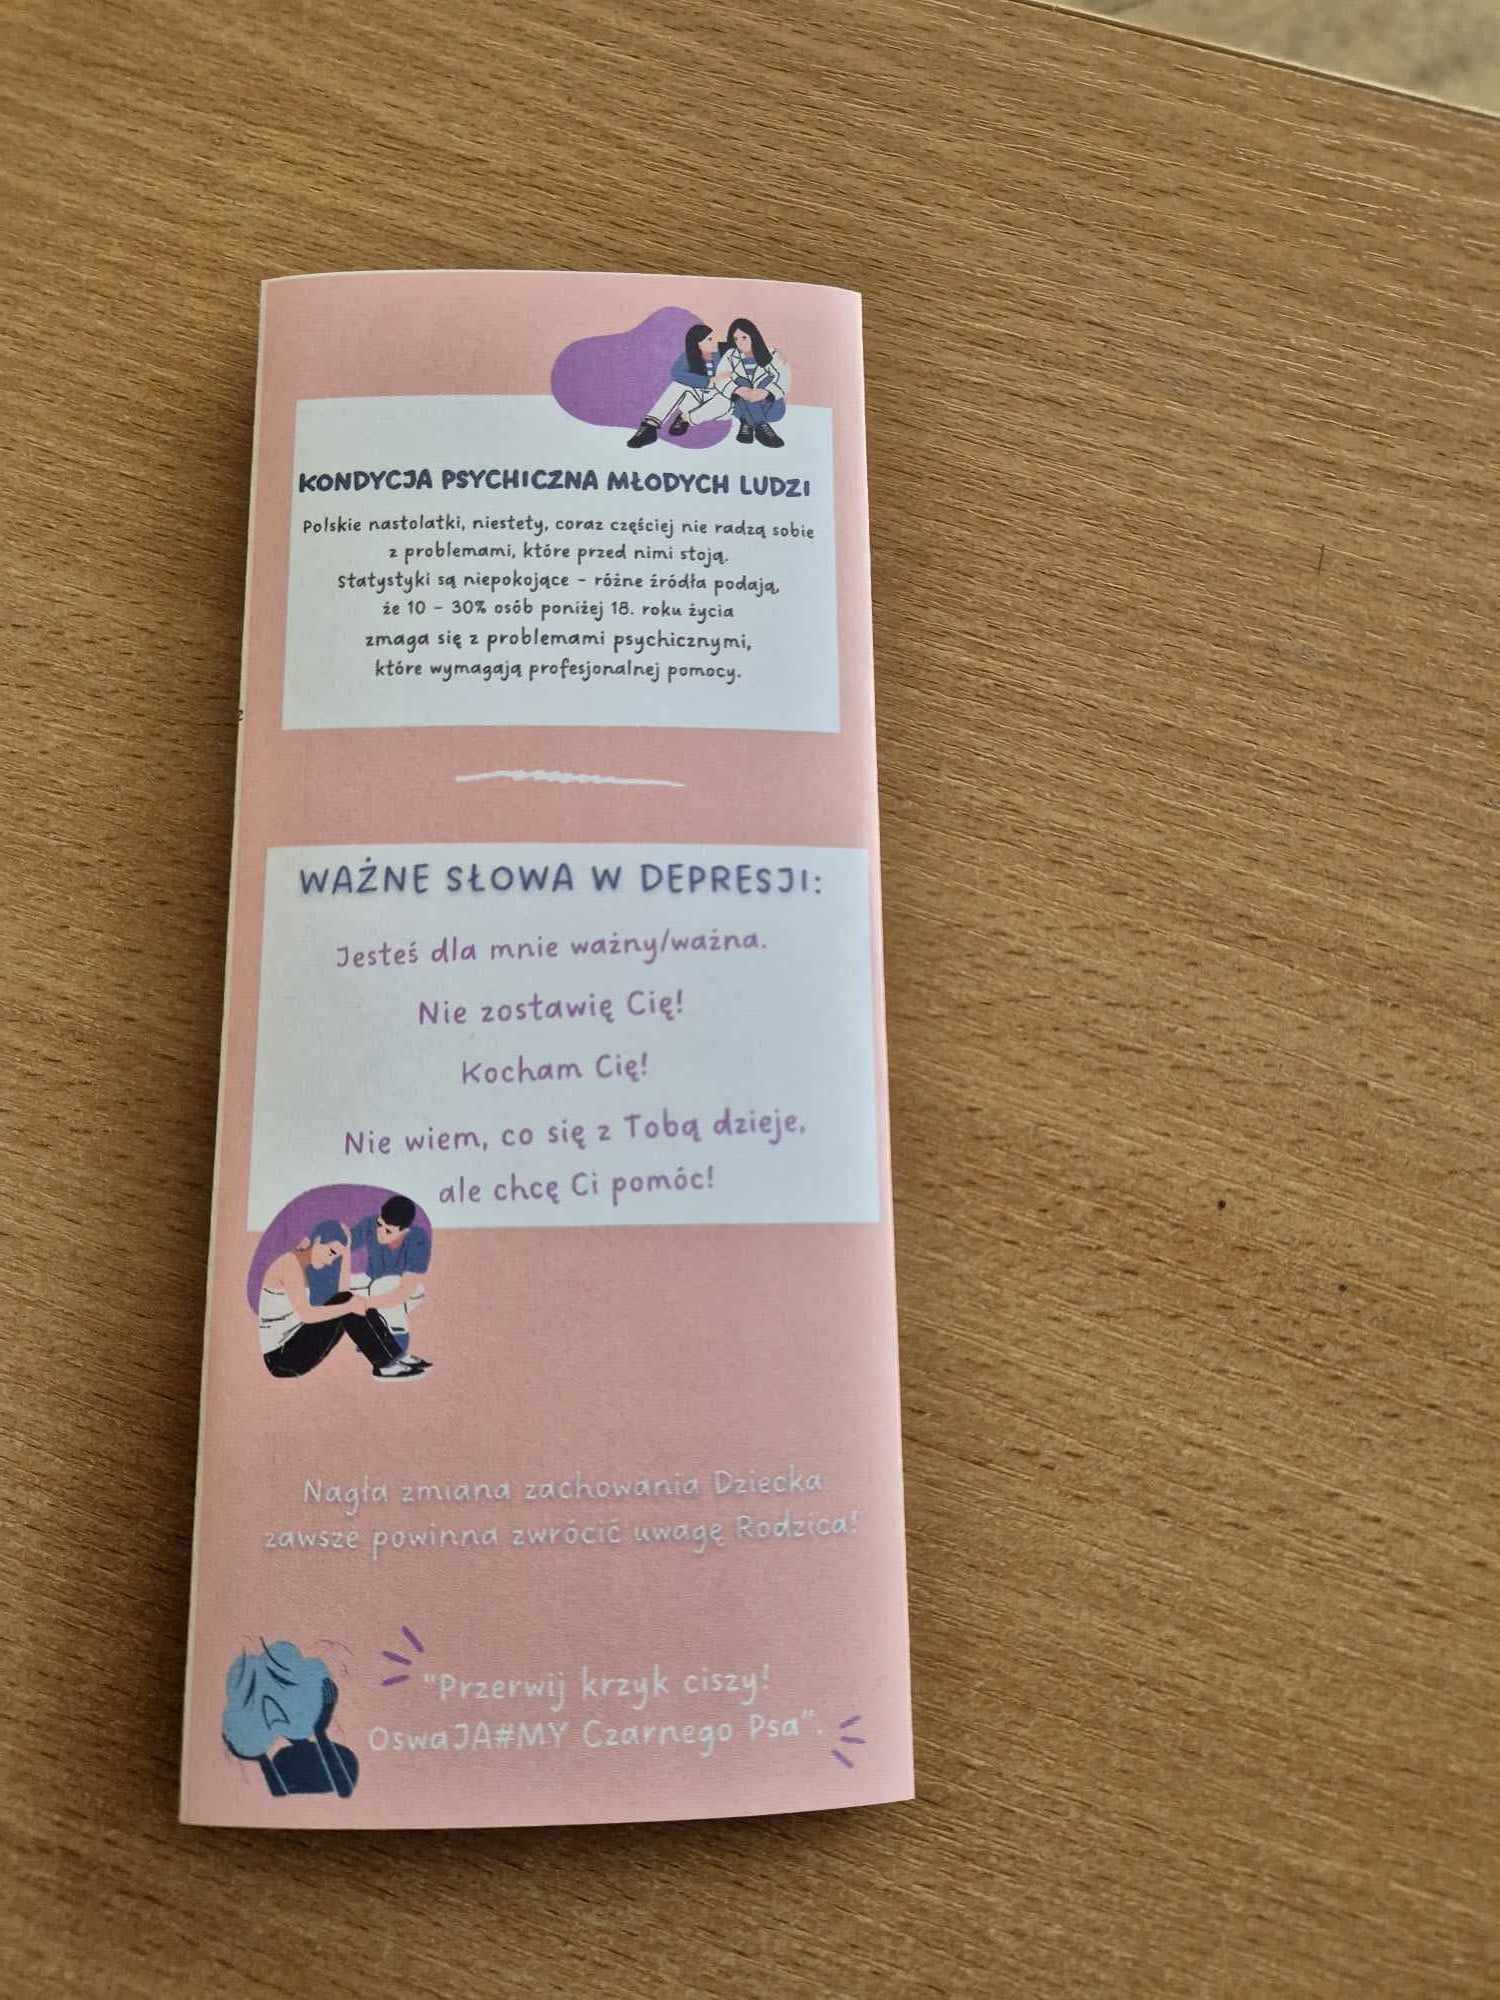 KONDYCJA PSYCHICZNA MŁODYCH LUDZI
Polskie nastolatki, niestety, coraz częściej nie radzą sobie
z problemami, które przed nimi stoją.
Statystyki są niepokojące - różne źródła podają,
że 10 - 30% osób poniżej 18. roku życia
zmaga się z problemami psychicznymi,
które wymagają profesjonalnej pomocy.
WAŻNE SŁOWA W DEPRESJI:
Jesteś dla mnie ważny/ważna.
Nie zostawię Cię!
Kocham Cię!
Nie wiem, co się z Tobą dzieje,
ale chcę Ci pomóc!
Nagła zmiana zachowania Dziecka
zawsze powinna zwrócić uwagę Rodzica!
"Przerwij krzyk ciszy!
OswaJA#MY Czarnego Psa".